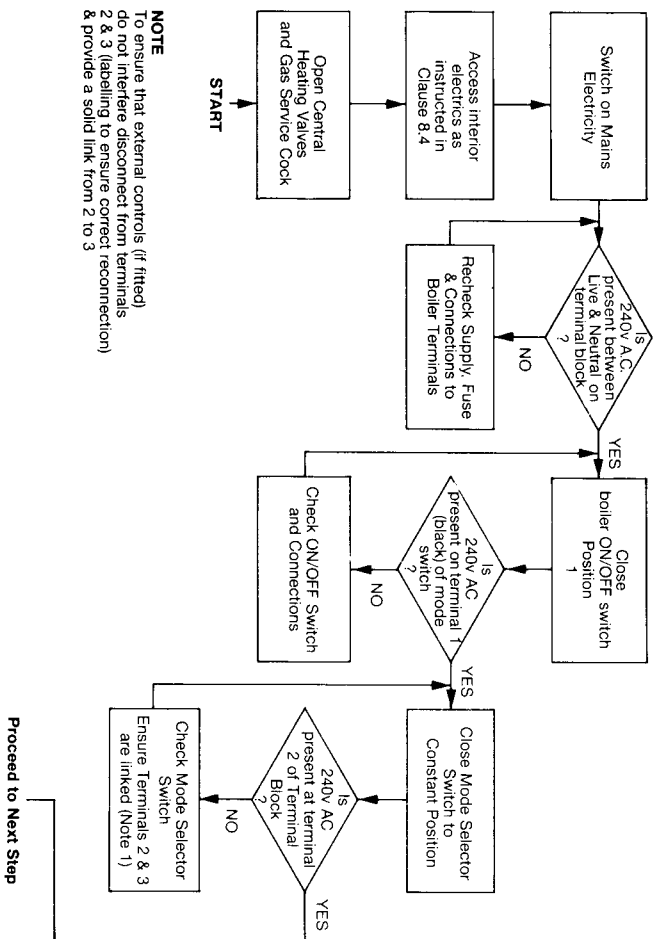 START
Open Central
Heating Valves
and Gas Service Cock
Access interior
electrics as
instructed in
Clause 8.4
Switch on Mains
Electricity
Is
240v A.C.
present between
Live & Neutral on
terminal block
?
NO
Recheck Supply, Fuse
& Connections to
Boiler Terminals
YES
Close
boiler ON/OFF switch
Position
1
Is
240v AC
present on terminal 1
(black) of mode
switch
?
NO
Check ON/OFF Switch
and Connections
YES
Close Mode Selector
Switch to
Constant Position
Is
240v AC
present at terminal
2 of Terminal
Block
?
NO
Check Mode Selector
Switch
Ensure Terminals 2 & 3
are linked (Note 1)
YES
NOTE
To ensure that external controls (if fitted)
do not interfere disconnect from terminals
2 & 3 (labelling to ensure correct reconnection)
& provide a solid link from 2 to 3
Proceed to Next Step